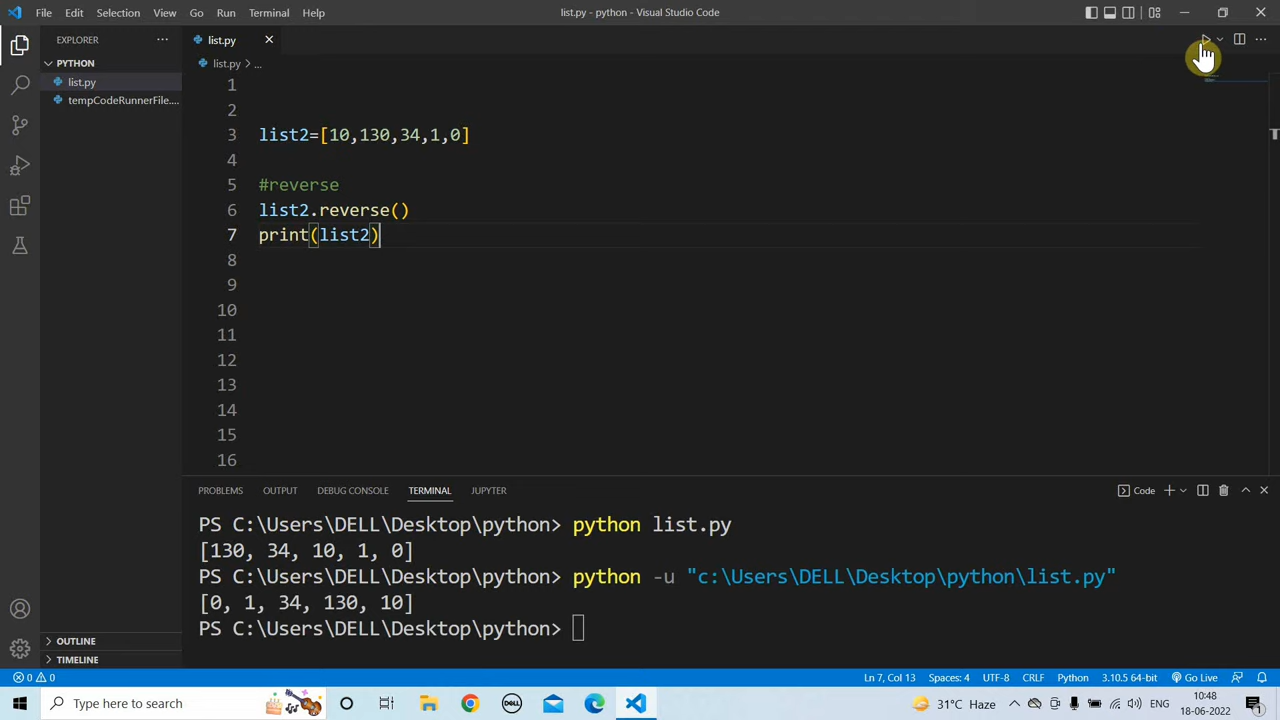 File Edit Selection View Go Run Terminal Help
list.py - python - Visual Studio Code
EXPLORER
list.py
PYTHON
list.py > ...
list.py
tempCodeRunnerFile....
1
2
3 list2=[10,130,34,1,0]
4
5 #reverse
6 list2.reverse()
7 print(list2)
8
9
10
11
12
13
14
15
16
PROBLEMS OUTPUT DEBUG CONSOLE TERMINAL JUPYTER
Code
PS C:\Users\DELL\Desktop\python> python list.py
[130, 34, 10, 1, 0]
PS C:\Users\DELL\Desktop\python> python -u "c:\Users\DELL\Desktop\python\list.py"
[0, 1, 34, 130, 10]
PS C:\Users\DELL\Desktop\python>
OUTLINE
TIMELINE
0 0
Ln 7, Col 13 Spaces: 4 UTF-8 CRLF Python 3.10.5 64-bit Go Live
Type here to search
DELL
31°C Haze
ENG
10:48
18-06-2022
1